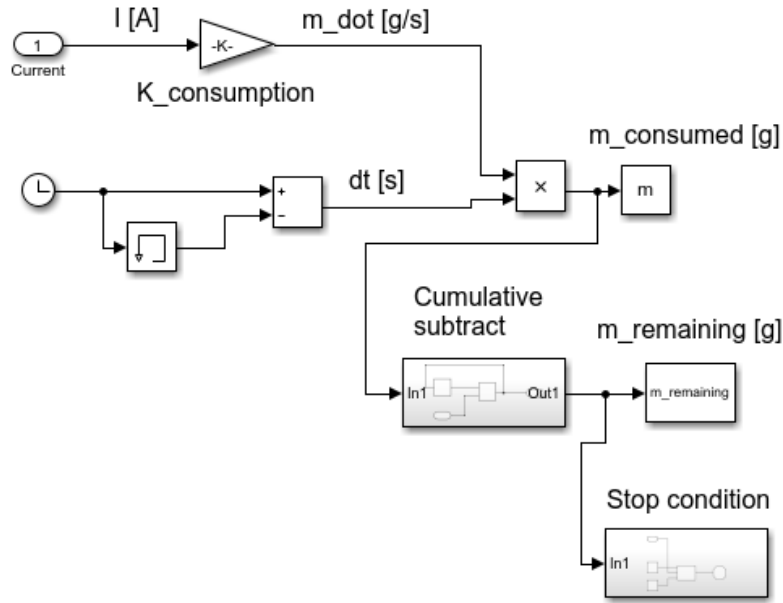 I [A]
m_dot [g/s]
1
-K-
Current
K_consumption
m_consumed [g]
dt [s]
+
−
×
m
Cumulative
subtract
m_remaining [g]
In1
Out1
m_remaining
Stop condition
In1